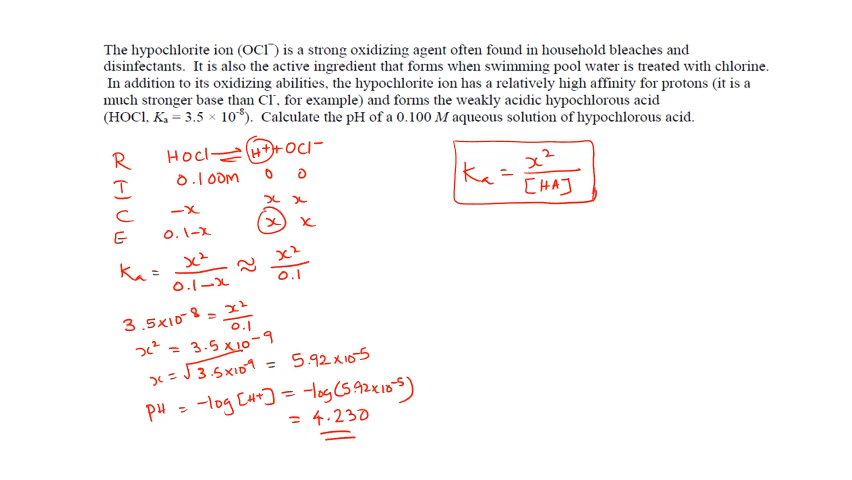 The hypochlorite ion (OCl⁻) is a strong oxidizing agent often found in household bleaches and
disinfectants. It is also the active ingredient that forms when swimming pool water is treated with chlorine.
In addition to its oxidizing abilities, the hypochlorite ion has a relatively high affinity for protons (it is a
much stronger base than Cl⁻, for example) and forms the weakly acidic hypochlorous acid
(HOCl, Ka = 3.5 × 10⁻⁸). Calculate the pH of a 0.100 M aqueous solution of hypochlorous acid.
R HOCl ⇌ H⁺ + OCl⁻
I 0.100M 0 0
C -x x x
E 0.1-x x x
Ka = x²/(0.1-x) ≈ x²/0.1
3.5×10⁻⁸ = x²/0.1
x² = 3.5×10⁻⁹
x = √3.5×10⁻⁹ = 5.92×10⁻⁵
PH = -log[H+] = -log(5.92×10⁻⁵)
= 4.230
Ka = x²/[HA]